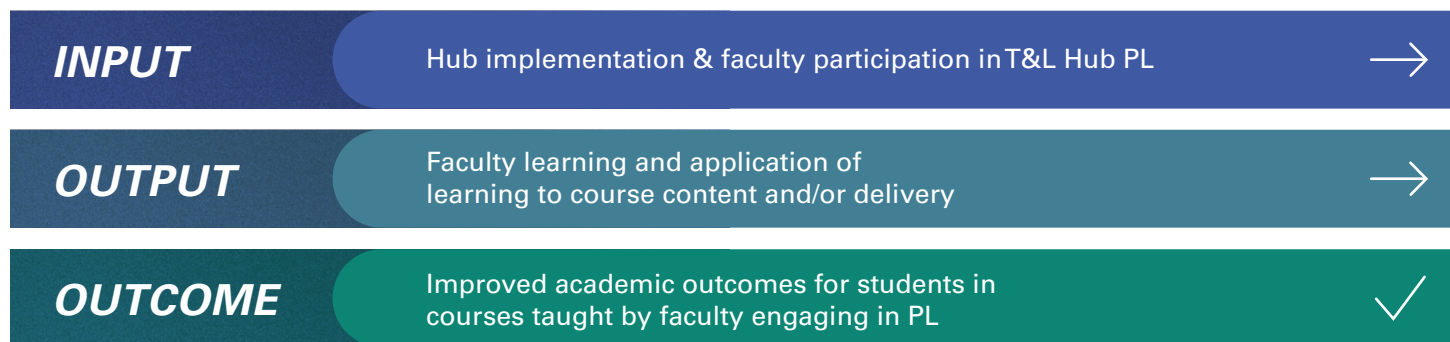 INPUT
Hub implementation & faculty participation in T&L Hub PL
OUTPUT
Faculty learning and application of
learning to course content and/or delivery
OUTCOME
Improved academic outcomes for students in
courses taught by faculty engaging in PL